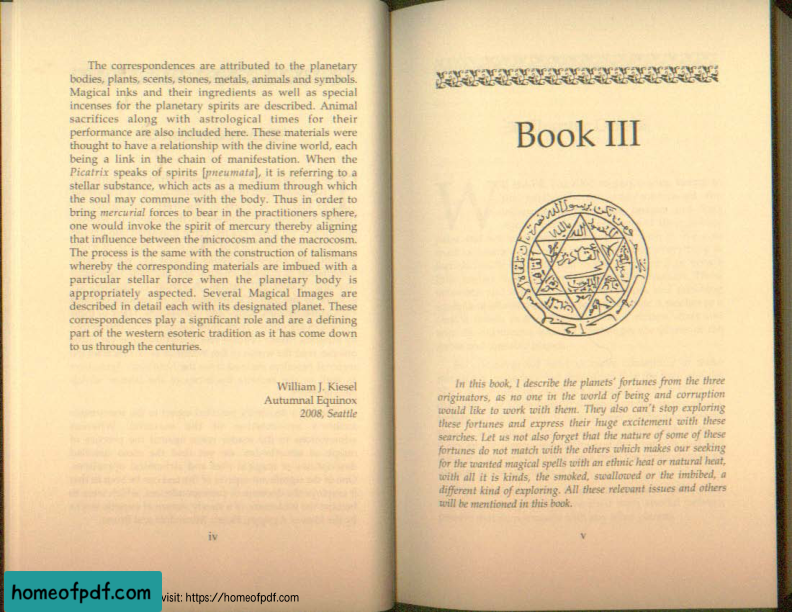 The correspondences are attributed to the planetary
bodies, plants, scents, stones, metals, animals and symbols.
Magical inks and their ingredients as well as special
incenses for the planetary spirits are described. Animal
sacrifices along with astrological times for their
performance are also included here. These materials were
thought to have a relationship with the divine world, each
being a link in the chain of manifestation. When the
Picatrix speaks of spirits [pneumata], it is referring to a
stellar substance, which acts as a medium through which
the soul may commune with the body. Thus in order to
bring mercurial forces to bear in the practitioners sphere,
one would invoke the spirit of mercury thereby aligning
that influence between the microcosm and the macrocosm.
The process is the same with the construction of talismans
whereby the corresponding materials are imbued with a
particular stellar force when the planetary body is
appropriately aspected. Several Magical Images are
described in detail each with its designated planet. These
correspondences play a significant role and are a defining
part of the western esoteric tradition as it has come down
to us through the centuries.
William J. Kiesel
Autumnal Equinox
2008, Seattle
iv
Book III
In this book, I describe the planets' fortunes from the three
originators, as no one in the world of being and corruption
would like to work with them. They also can't stop exploring
these fortunes and express their huge excitement with these
searches. Let us not also forget that the nature of some of these
fortunes do not match with the others which makes our seeking
for the wanted magical spells with an ethnic heat or natural heat,
with all it is kinds, the smoked, swallowed or the imbibed, a
different kind of exploring. All these relevant issues and others
will be mentioned in this book.
v
homeofpdf.com
visit: https://homeofpdf.com